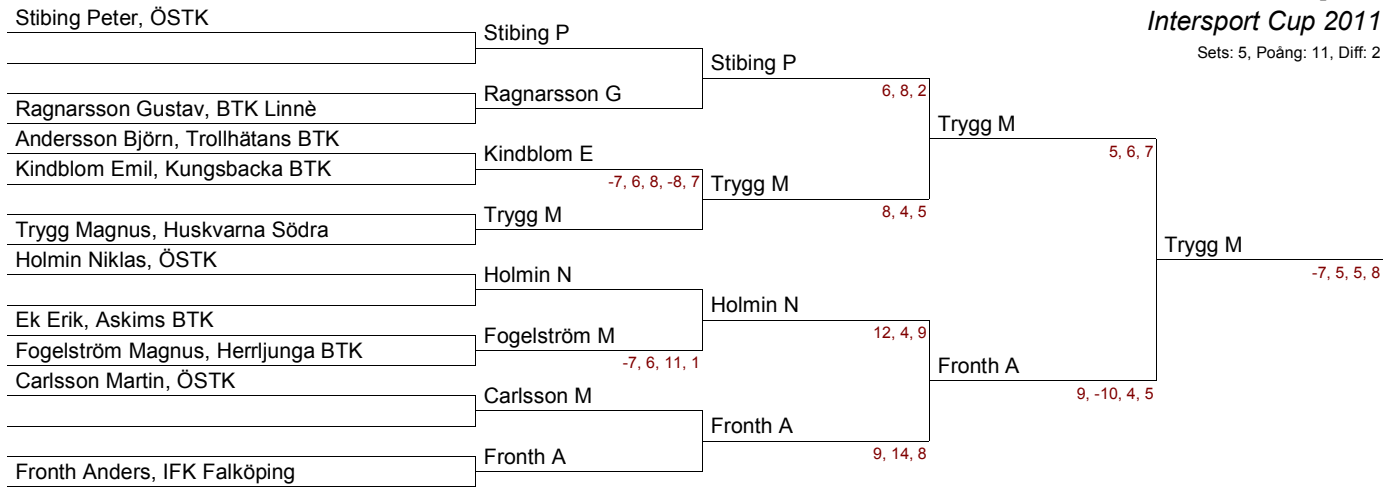 Intersport Cup 2011
Sets: 5, Poång: 11, Diff: 2
Stibing Peter, ÖSTK
Ragnarsson Gustav, BTK Linnè
Andersson Björn, Trollhätans BTK
Kindblom Emil, Kungsbacka BTK
Trygg Magnus, Huskvarna Södra
Holmin Niklas, ÖSTK
Ek Erik, Askims BTK
Fogelström Magnus, Herrljunga BTK
Carlsson Martin, ÖSTK
Fronth Anders, IFK Falköping
Stibing P
Ragnarsson G
Kindblom E
-7, 6, 8, -8, 7
Trygg M
Holmin N
Fogelström M
-7, 6, 11, 1
Carlsson M
Fronth A
Stibing P
6, 8, 2
Trygg M
8, 4, 5
Holmin N
12, 4, 9
Fronth A
9, 14, 8
Trygg M
5, 6, 7
Fronth A
9, -10, 4, 5
Trygg M
-7, 5, 5, 8